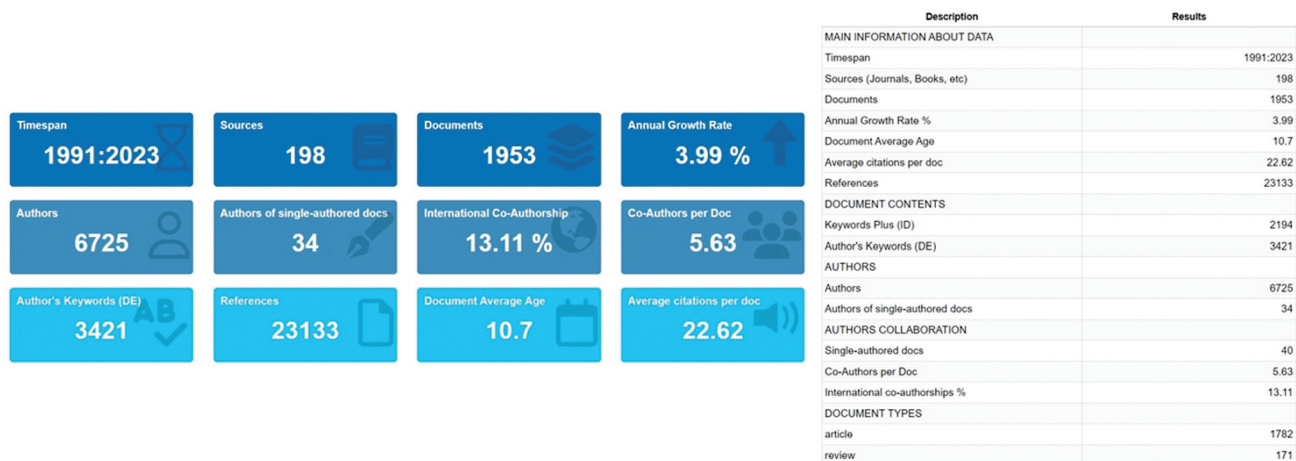 Timespan
1991:2023
Sources
198
Documents
1953
Annual Growth Rate
3.99 %
Authors
6725
Authors of single-authored docs
34
International Co-Authorship
13.11 %
Co-Authors per Doc
5.63
Author's Keywords (DE)
AB
3421
References
23133
Document Average Age
10.7
Average citations per doc
22.62
Description Results
MAIN INFORMATION ABOUT DATA
Timespan 1991:2023
Sources (Journals, Books, etc) 198
Documents 1953
Annual Growth Rate % 3.99
Document Average Age 10.7
Average citations per doc 22.62
References 23133
DOCUMENT CONTENTS
Keywords Plus (ID) 2194
Author's Keywords (DE) 3421
AUTHORS
Authors 6725
Authors of single-authored docs 34
AUTHORS COLLABORATION
Single-authored docs 40
Co-Authors per Doc 5.63
International co-authorships % 13.11
DOCUMENT TYPES
article 1782
review 171